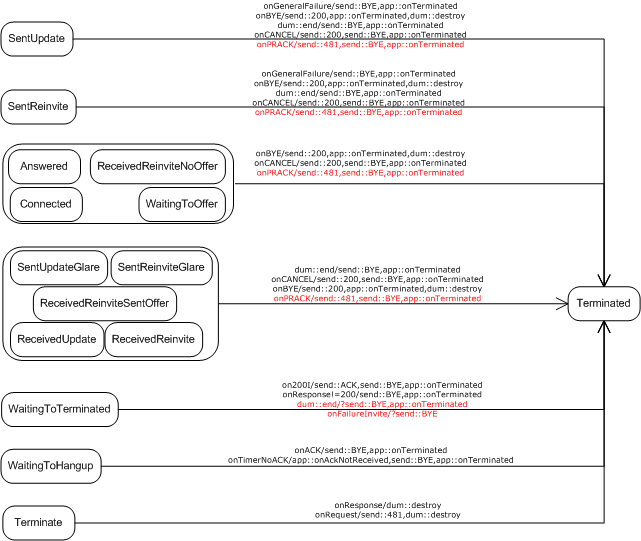 onGeneralFailure/send::BYE,app::onTerminated
onBYE/send::200,app::onTerminated,dum::destroy
dum::end/send::BYE,app::onTerminated
onCANCEL/send::200,send::BYE,app::onTerminated
onPRACK/send::481,send::BYE,app::onTerminated
SentUpdate
onGeneralFailure/send::BYE,app::onTerminated
onBYE/send::200,app::onTerminated,dum::destroy
dum::end/send::BYE,app::onTerminated
onCANCEL/send::200,send::BYE,app::onTerminated
onPRACK/send::481,send::BYE,app::onTerminated
SentReinvite
onBYE/send::200,app::onTerminated,dum::destroy
onCANCEL/send::200,send::BYE,app::onTerminated
onPRACK/send::481,send::BYE,app::onTerminated
Answered
ReceivedReinviteNoOffer
Connected
WaitingToOffer
SentUpdateGlare
SentReinviteGlare
ReceivedReinviteSentOffer
ReceivedUpdate
ReceivedReinvite
dum::end/send::BYE,app::onTerminated
onCANCEL/send::200,send::BYE,app::onTerminated
onBYE/send::200,app::onTerminated,dum::destroy
onPRACK/send::481,send::BYE,app::onTerminated
Terminated
on200I/send::ACK,send::BYE,app::onTerminated
onResponse!=200/send::BYE,app::onTerminated
dum::end/?send::BYE,app::onTerminated
onFailureInvite/?send::BYE
WaitingToTerminated
onACK/send::BYE,app::onTerminated
onTimerNoACK/app::onAckNotReceived,send::BYE,app::onTerminated
WaitingToHangup
onResponse/dum::destroy
onRequest/send::481,dum::destroy
Terminate